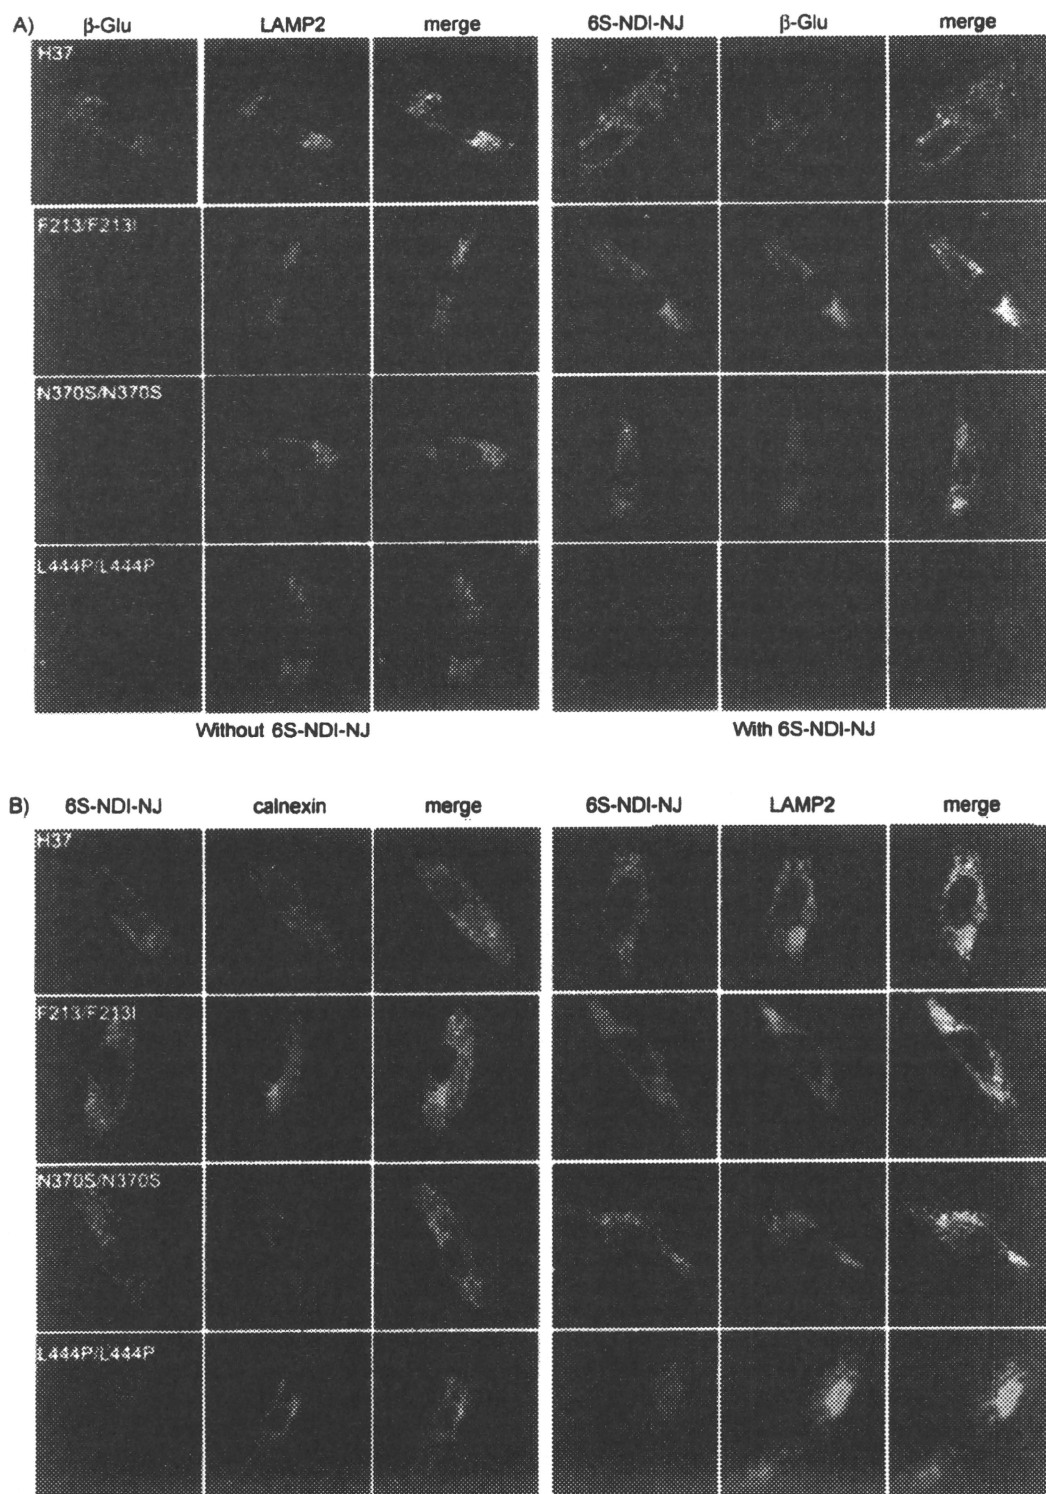 A) β-Glu LAMP2 merge 6S-NDI-NJ β-Glu merge
H37
F213/F213I
N370S/N370S
L444P/L444P
Without 6S-NDI-NJ With 6S-NDI-NJ
B) 6S-NDI-NJ calnexin merge 6S-NDI-NJ LAMP2 merge
H37
F213/F213I
N370S/N370S
L444P/L444P